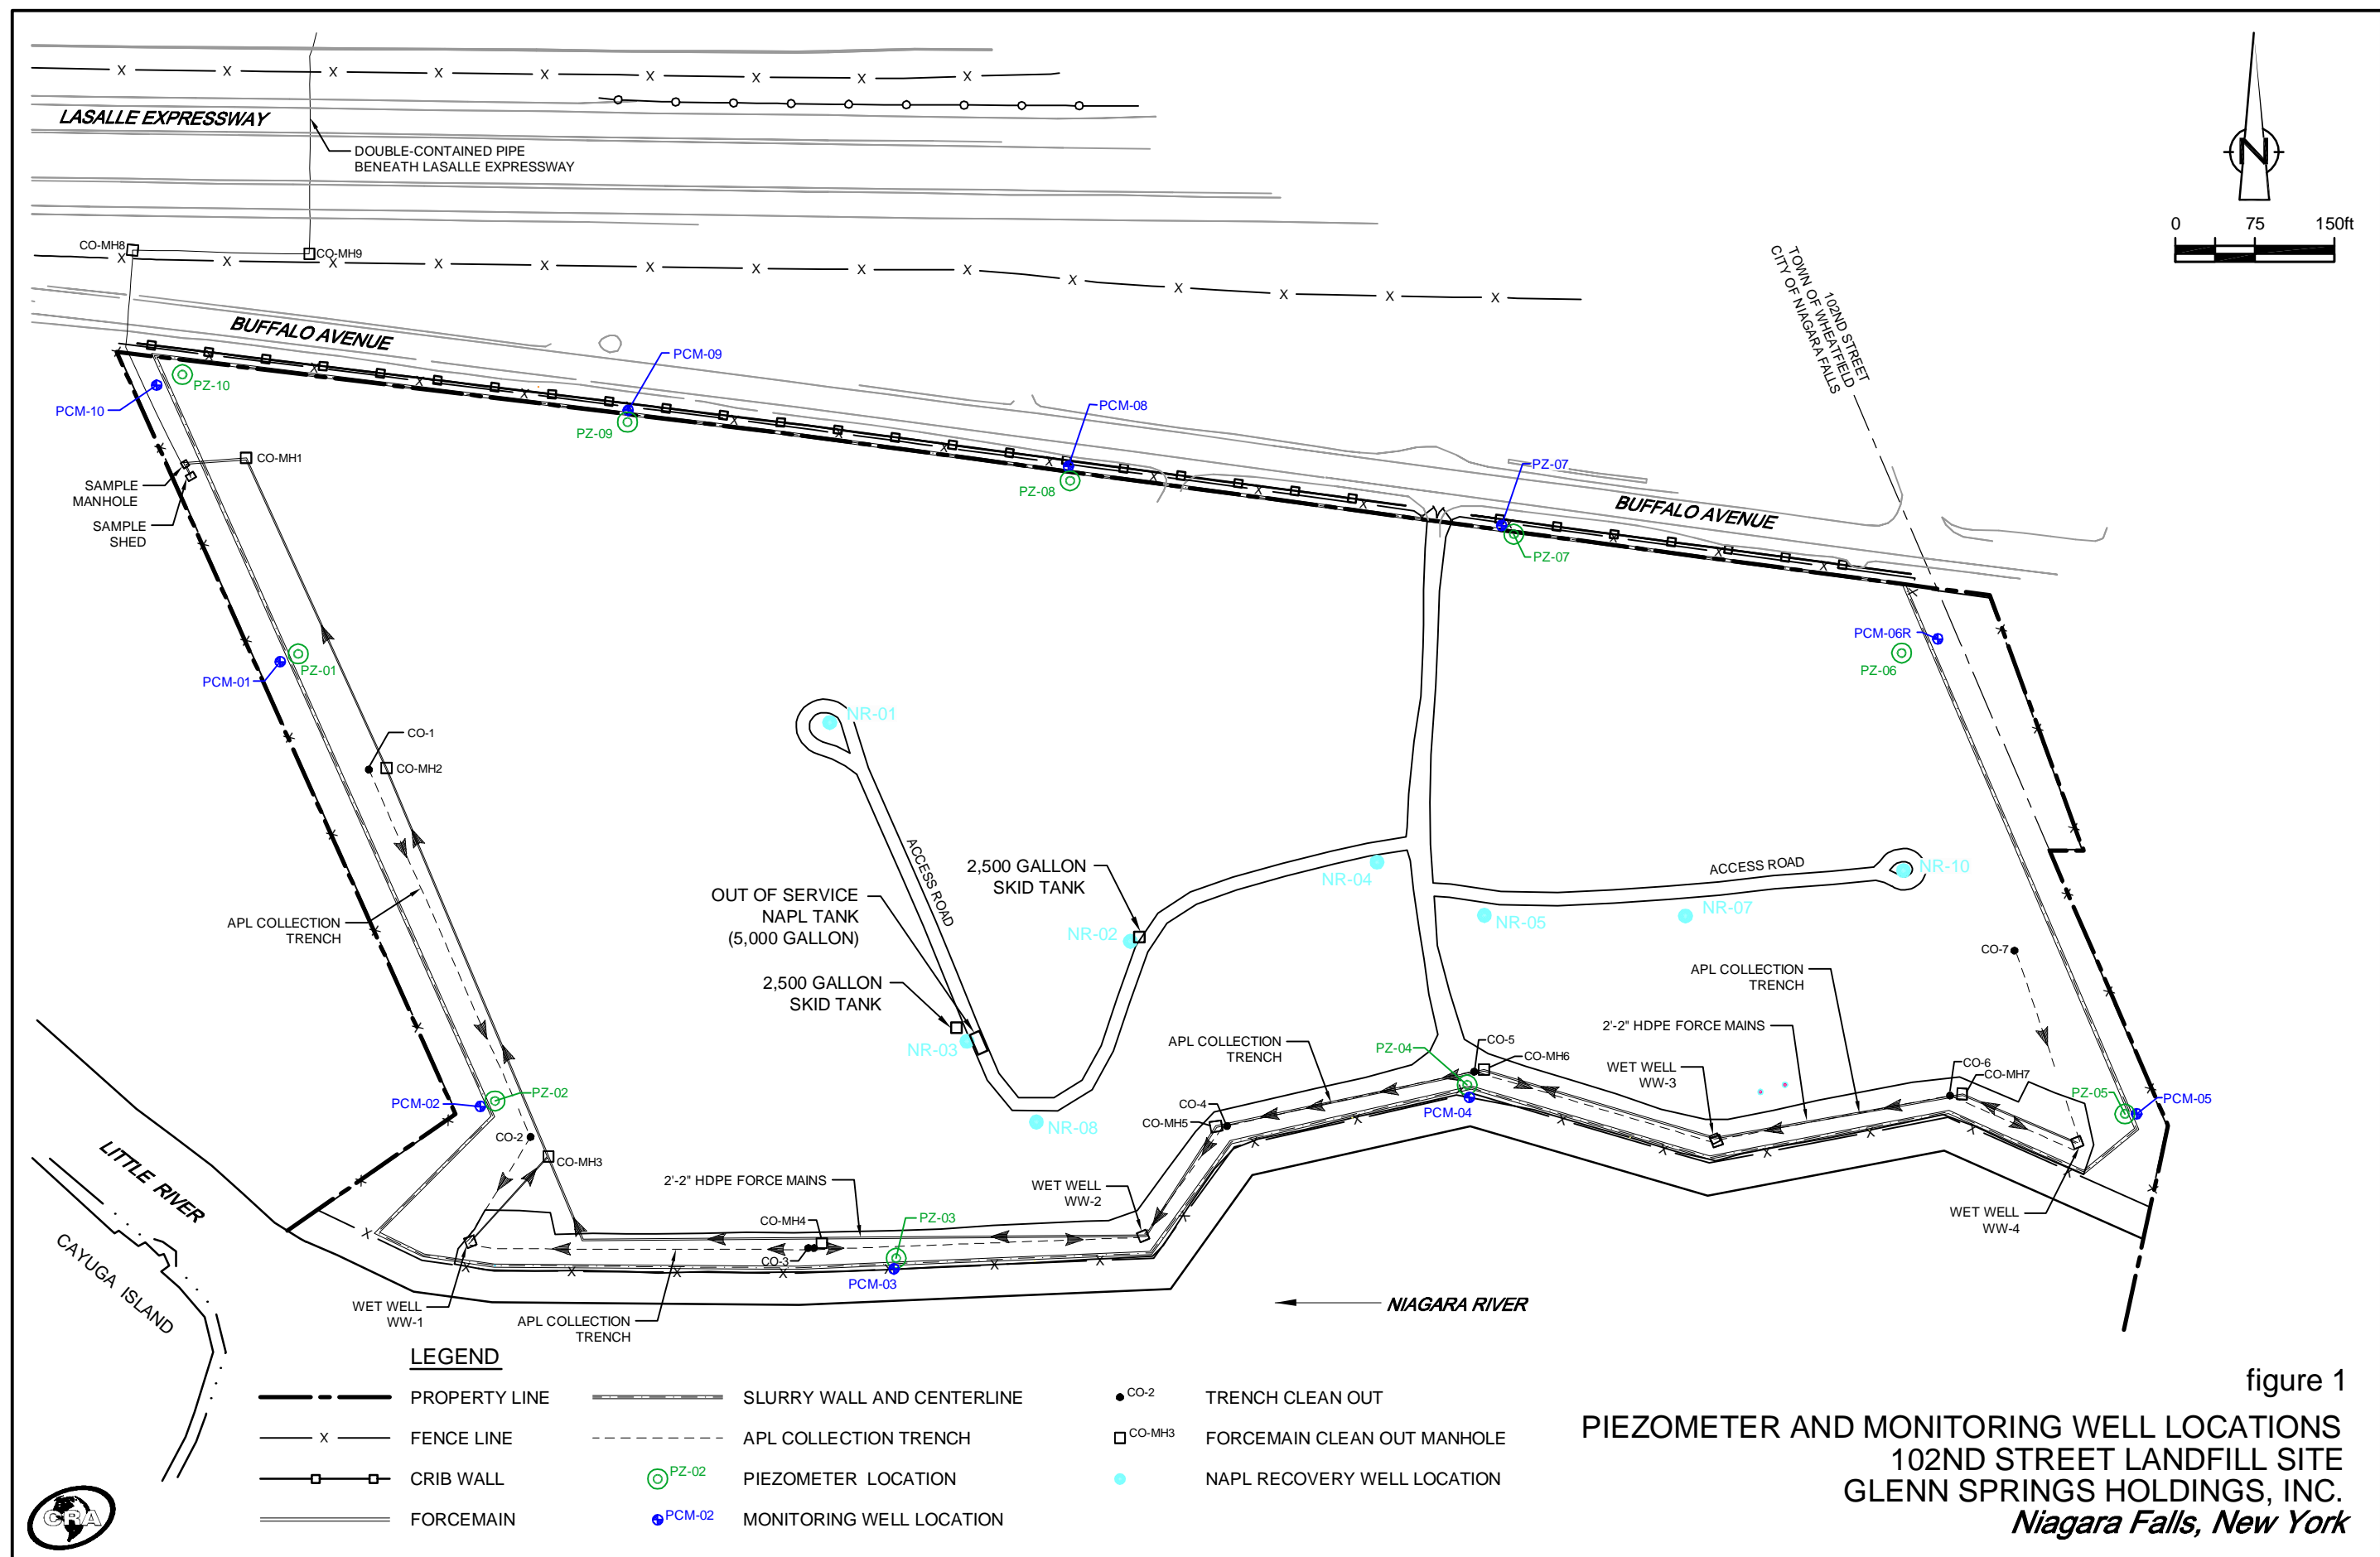 LASALLE EXPRESSWAY
DOUBLE-CONTAINED PIPE
BENEATH LASALLE EXPRESSWAY
N
0 75 150ft
CO-MH8
CO-MH9
102ND STREET
TOWN OF WHEATFIELD
CITY OF NIAGARA FALLS
BUFFALO AVENUE
PCM-09
PZ-10
PCM-10
PZ-09
PCM-08
PZ-08
PZ-07
BUFFALO AVENUE
PZ-07
CO-MH1
SAMPLE
MANHOLE
SAMPLE
SHED
PCM-01
PZ-01
PCM-06R
PZ-06
NR-01
CO-1
CO-MH2
ACCESS ROAD
2,500 GALLON
SKID TANK
NR-04
ACCESS ROAD
NR-10
OUT OF SERVICE
NAPL TANK
(5,000 GALLON)
NR-02
NR-05
NR-07
APL COLLECTION
TRENCH
CO-7
2,500 GALLON
SKID TANK
APL COLLECTION
TRENCH
NR-03
APL COLLECTION
TRENCH
2'-2" HDPE FORCE MAINS
PZ-04
CO-5
CO-MH6
WET WELL
WW-3
CO-6
CO-MH7
PZ-05
PCM-05
PCM-02
PZ-02
CO-4
CO-MH5
PCM-04
NR-08
CO-2
CO-MH3
LITTLE RIVER
2'-2" HDPE FORCE MAINS
WET WELL
WW-2
CO-MH4
PZ-03
WET WELL
WW-4
CAYUGA ISLAND
CO-3
PCM-03
WET WELL
WW-1
APL COLLECTION
TRENCH
NIAGARA RIVER
LEGEND
PROPERTY LINE
FENCE LINE
CRIB WALL
FORCEMAIN
SLURRY WALL AND CENTERLINE
APL COLLECTION TRENCH
PZ-02 PIEZOMETER LOCATION
PCM-02 MONITORING WELL LOCATION
CO-2 TRENCH CLEAN OUT
CO-MH3 FORCEMAIN CLEAN OUT MANHOLE
NAPL RECOVERY WELL LOCATION
figure 1
PIEZOMETER AND MONITORING WELL LOCATIONS
102ND STREET LANDFILL SITE
GLENN SPRINGS HOLDINGS, INC.
Niagara Falls, New York
CRA